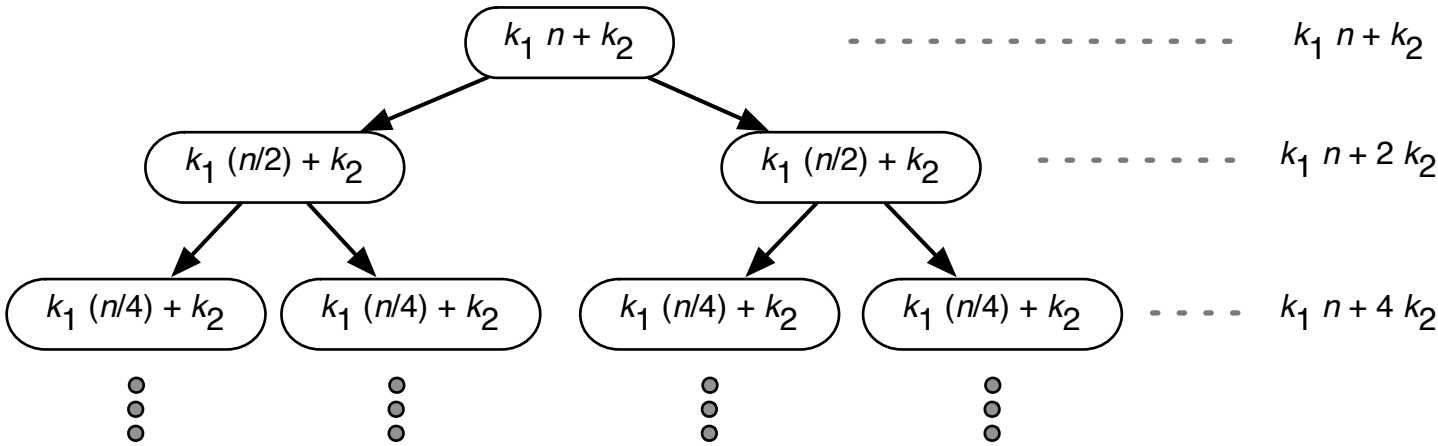 k₁ n + k₂ k₁ n + k₂
k₁ (n/2) + k₂ k₁ (n/2) + k₂ k₁ n + 2 k₂
k₁ (n/4) + k₂ k₁ (n/4) + k₂ k₁ (n/4) + k₂ k₁ (n/4) + k₂ k₁ n + 4 k₂